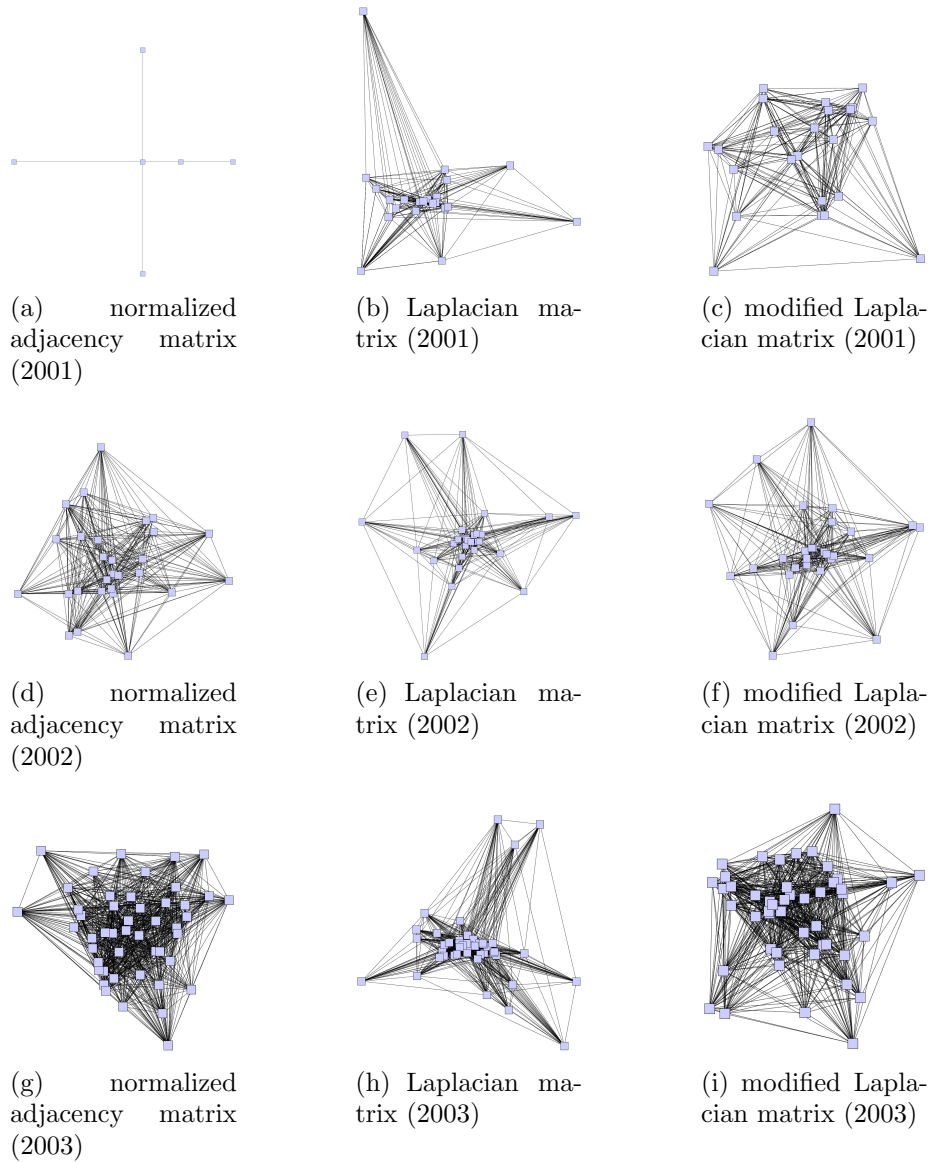 (a) normalized
adjacency matrix
(2001)
(b) Laplacian ma-
trix (2001)
(c) modified Lapla-
cian matrix (2001)
(d) normalized
adjacency matrix
(2002)
(e) Laplacian ma-
trix (2002)
(f) modified Lapla-
cian matrix (2002)
(g) normalized
adjacency matrix
(2003)
(h) Laplacian ma-
trix (2003)
(i) modified Lapla-
cian matrix (2003)